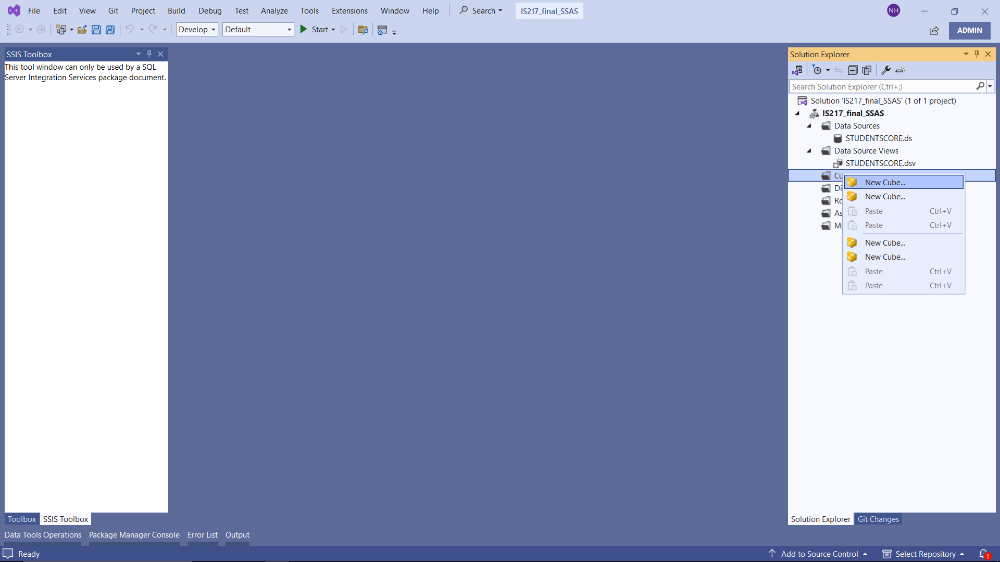 File Edit View Git Project Build Debug Test Analyze Tools Extensions Window Help Search IS217_final_SSAS NH
Develop Default Start ADMIN
SSIS Toolbox
This tool window can only be used by a SQL
Server Integration Services package document.
Toolbox SSIS Toolbox
Solution Explorer
Search Solution Explorer (Ctrl+;)
Solution 'IS217_final_SSAS' (1 of 1 project)
IS217_final_SSAS
Data Sources
STUDENTSCORE.ds
Data Source Views
STUDENTSCORE.dsv
Cu
Di
Ro
As
Mi
New Cube...
New Cube...
Paste Ctrl+V
Paste Ctrl+V
New Cube...
New Cube...
Paste Ctrl+V
Paste Ctrl+V
Solution Explorer Git Changes
Data Tools Operations Package Manager Console Error List Output
Ready Add to Source Control Select Repository 1